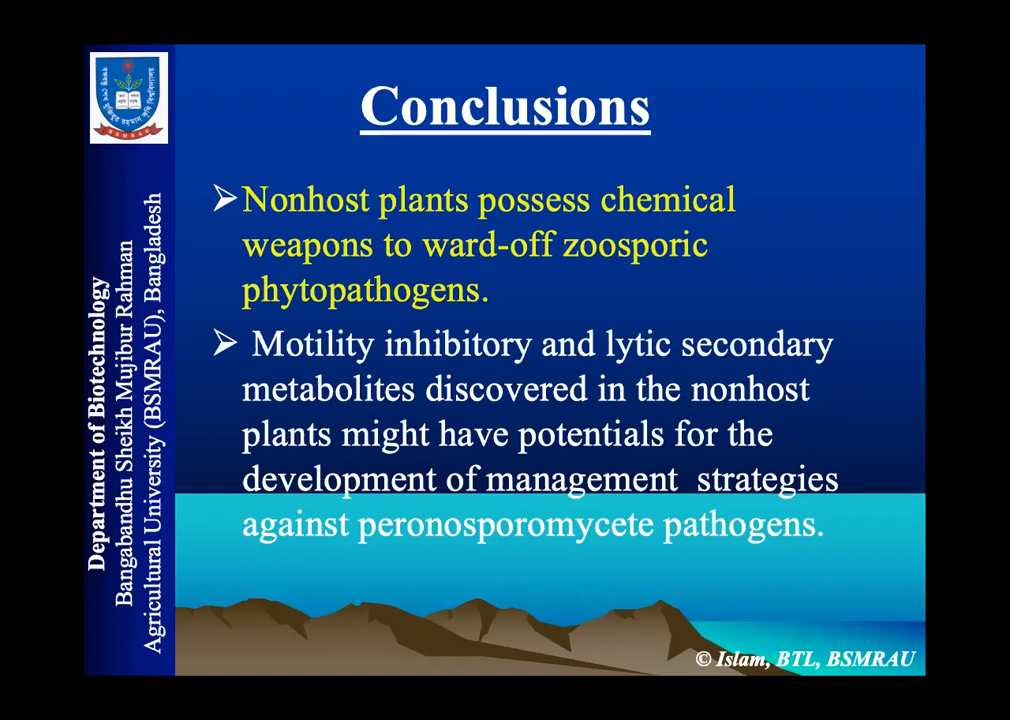 Conclusions
➢Nonhost plants possess chemical
weapons to ward-off zoosporic
phytopathogens.
➢ Motility inhibitory and lytic secondary
metabolites discovered in the nonhost
plants might have potentials for the
development of management strategies
against peronosporomycete pathogens.
Department of Biotechnology
Bangabandhu Sheikh Mujibur Rahman
Agricultural University (BSMRAU), Bangladesh
BSMRAU
© Islam, BTL, BSMRAU